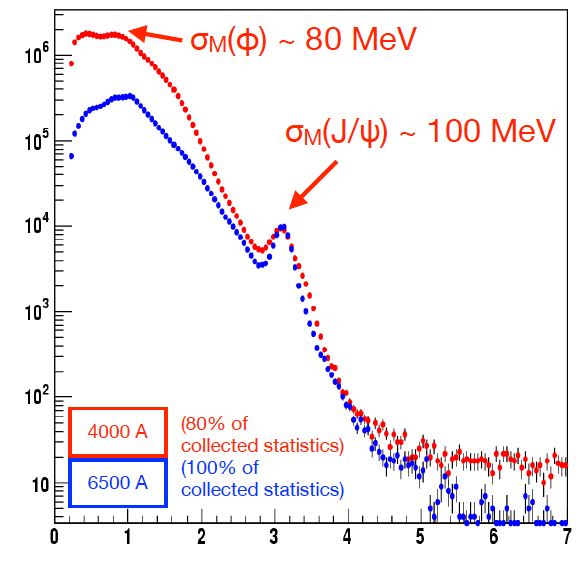 σM(ϕ) ~ 80 MeV
σM(J/ψ) ~ 100 MeV
10⁶
10⁵
10⁴
10³
10²
10
4000 A
(80% of
collected statistics)
6500 A
(100% of
collected statistics)
0 1 2 3 4 5 6 7